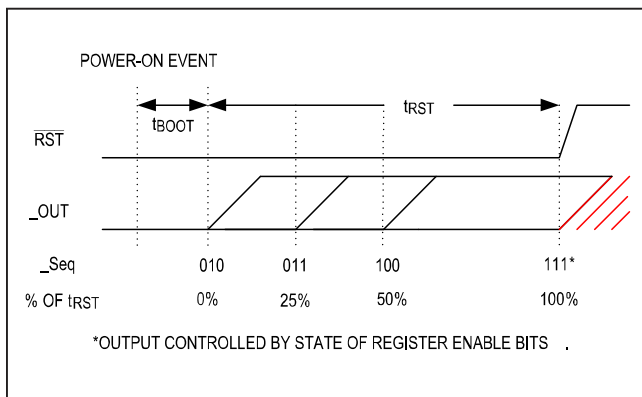 POWER-ON EVENT
tBOOT
tRST
RST
_OUT
_Seq 010 011 100 111*
% OF tRST 0% 25% 50% 100%
*OUTPUT CONTROLLED BY STATE OF REGISTER ENABLE BITS .